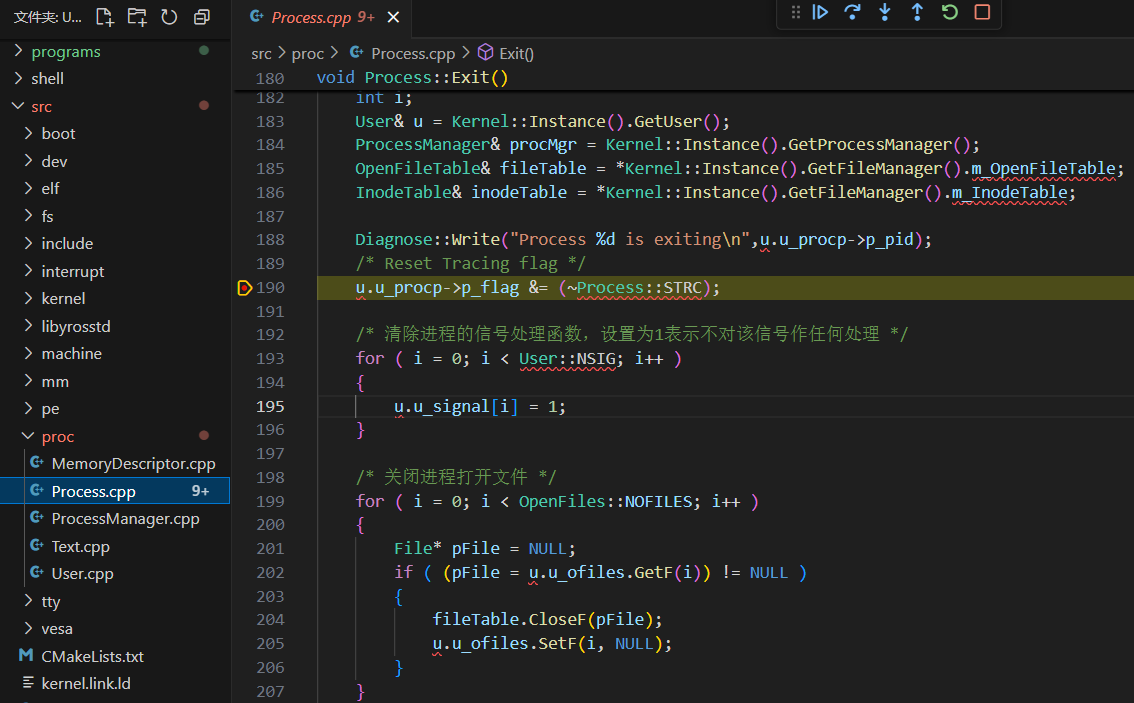 文件夹: U...
programs
shell
src
boot
dev
elf
fs
include
interrupt
kernel
libyrosstd
machine
mm
pe
proc
MemoryDescriptor.cpp
Process.cpp 9+
ProcessManager.cpp
Text.cpp
User.cpp
tty
vesa
CMakeLists.txt
kernel.link.ld
Process.cpp 9+
src > proc > Process.cpp > Exit()
180 void Process::Exit()
182 int i;
183 User& u = Kernel::Instance().GetUser();
184 ProcessManager& procMgr = Kernel::Instance().GetProcessManager();
185 OpenFileTable& fileTable = *Kernel::Instance().GetFileManager().m_OpenFileTable;
186 InodeTable& inodeTable = *Kernel::Instance().GetFileManager().m_InodeTable;
187
188 Diagnose::Write("Process %d is exiting\n",u.u_procp->p_pid);
189 /* Reset Tracing flag */
190 u.u_procp->p_flag &= (~Process::STRC);
191
192 /* 清除进程的信号处理函数，设置为1表示不对该信号作任何处理 */
193 for ( i = 0; i < User::NSIG; i++ )
194 {
195 u.u_signal[i] = 1;
196 }
197
198 /* 关闭进程打开文件 */
199 for ( i = 0; i < OpenFiles::NOFILES; i++ )
200 {
201 File* pFile = NULL;
202 if ( (pFile = u.u_ofiles.GetF(i)) != NULL )
203 {
204 fileTable.CloseF(pFile);
205 u.u_ofiles.SetF(i, NULL);
206 }
207 }